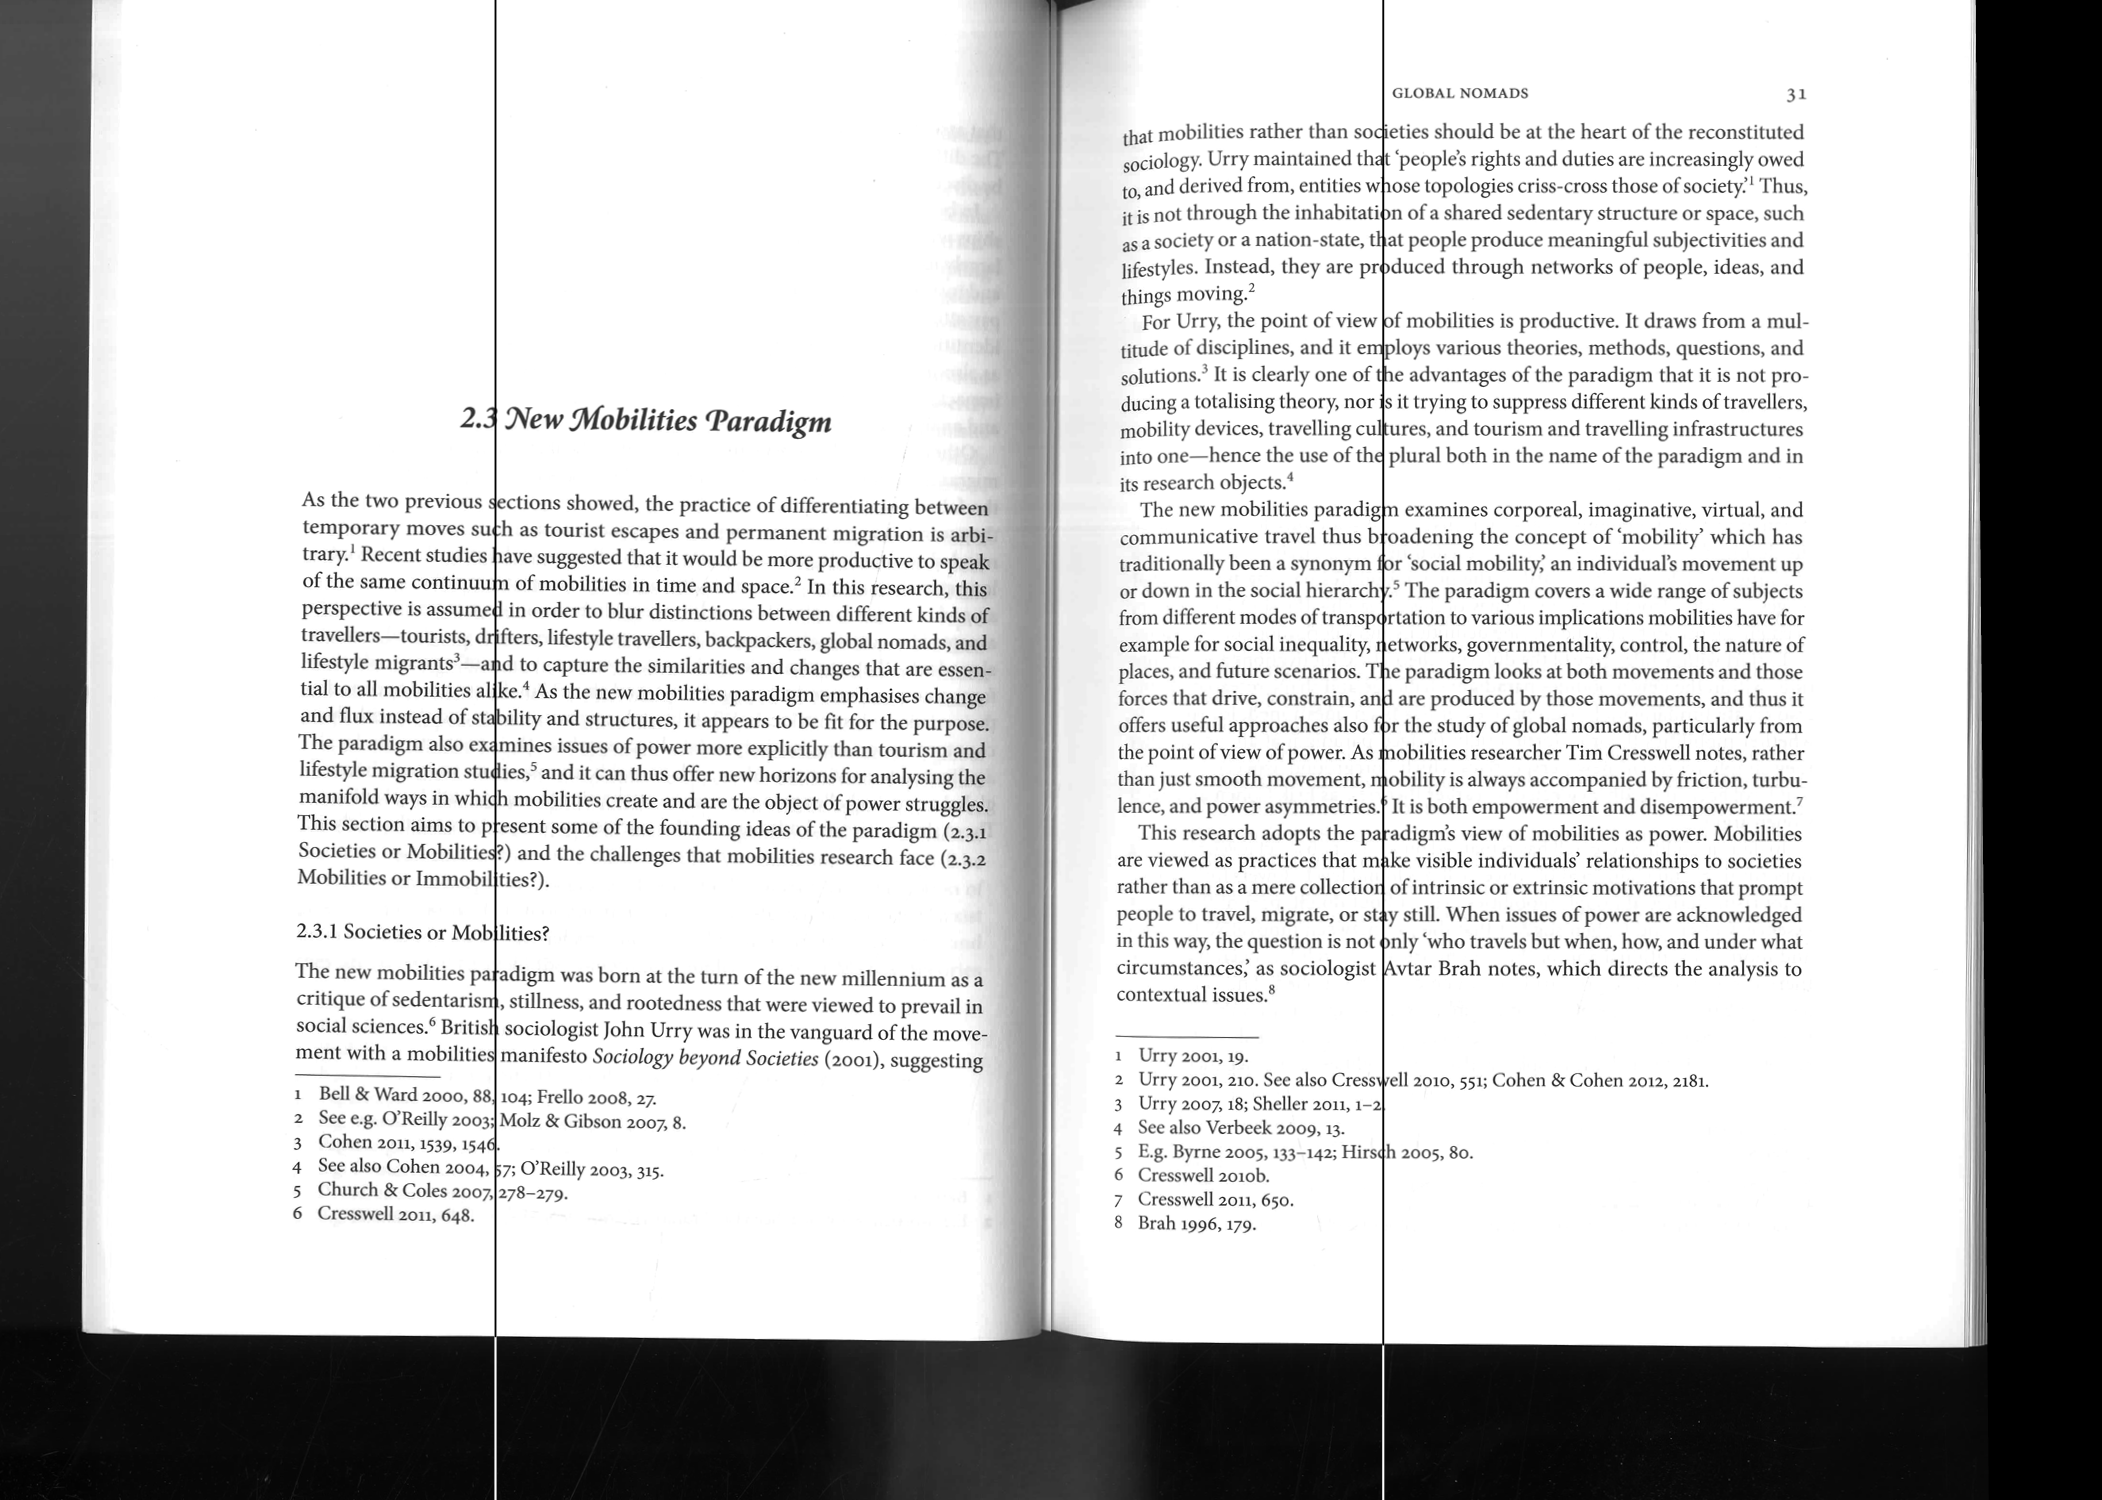 2.3 New Mobilities Paradigm
As the two previous sections showed, the practice of differentiating between
temporary moves such as tourist escapes and permanent migration is arbi-
trary.1 Recent studies have suggested that it would be more productive to speak
of the same continuum of mobilities in time and space.2 In this research, this
perspective is assumed in order to blur distinctions between different kinds of
travellers—tourists, drifters, lifestyle travellers, backpackers, global nomads, and
lifestyle migrants3—and to capture the similarities and changes that are essen-
tial to all mobilities alike.4 As the new mobilities paradigm emphasises change
and flux instead of stability and structures, it appears to be fit for the purpose.
The paradigm also examines issues of power more explicitly than tourism and
lifestyle migration studies,5 and it can thus offer new horizons for analysing the
manifold ways in which mobilities create and are the object of power struggles.
This section aims to present some of the founding ideas of the paradigm (2.3.1
Societies or Mobilities?) and the challenges that mobilities research face (2.3.2
Mobilities or Immobilities?).
2.3.1 Societies or Mobilities?
The new mobilities paradigm was born at the turn of the new millennium as a
critique of sedentarism, stillness, and rootedness that were viewed to prevail in
social sciences.6 British sociologist John Urry was in the vanguard of the move-
ment with a mobilities manifesto Sociology beyond Societies (2001), suggesting
1 Bell & Ward 2000, 88, 104; Frello 2008, 27.
2 See e.g. O'Reilly 2003; Molz & Gibson 2007, 8.
3 Cohen 2011, 1539, 1546.
4 See also Cohen 2004, 57; O'Reilly 2003, 315.
5 Church & Coles 2007, 278–279.
6 Cresswell 2011, 648.
GLOBAL NOMADS 31
that mobilities rather than societies should be at the heart of the reconstituted
sociology. Urry maintained that 'people's rights and duties are increasingly owed
to, and derived from, entities whose topologies criss-cross those of society.'1 Thus,
it is not through the inhabitation of a shared sedentary structure or space, such
as a society or a nation-state, that people produce meaningful subjectivities and
lifestyles. Instead, they are produced through networks of people, ideas, and
things moving.2
For Urry, the point of view of mobilities is productive. It draws from a mul-
titude of disciplines, and it employs various theories, methods, questions, and
solutions.3 It is clearly one of the advantages of the paradigm that it is not pro-
ducing a totalising theory, nor is it trying to suppress different kinds of travellers,
mobility devices, travelling cultures, and tourism and travelling infrastructures
into one—hence the use of the plural both in the name of the paradigm and in
its research objects.4
The new mobilities paradigm examines corporeal, imaginative, virtual, and
communicative travel thus broadening the concept of 'mobility' which has
traditionally been a synonym for 'social mobility,' an individual's movement up
or down in the social hierarchy.5 The paradigm covers a wide range of subjects
from different modes of transportation to various implications mobilities have for
example for social inequality, networks, governmentality, control, the nature of
places, and future scenarios. The paradigm looks at both movements and those
forces that drive, constrain, and are produced by those movements, and thus it
offers useful approaches also for the study of global nomads, particularly from
the point of view of power. As mobilities researcher Tim Cresswell notes, rather
than just smooth movement, mobility is always accompanied by friction, turbu-
lence, and power asymmetries.6 It is both empowerment and disempowerment.7
This research adopts the paradigm's view of mobilities as power. Mobilities
are viewed as practices that make visible individuals' relationships to societies
rather than as a mere collection of intrinsic or extrinsic motivations that prompt
people to travel, migrate, or stay still. When issues of power are acknowledged
in this way, the question is not only 'who travels but when, how, and under what
circumstances,' as sociologist Avtar Brah notes, which directs the analysis to
contextual issues.8
1 Urry 2001, 19.
2 Urry 2001, 210. See also Cresswell 2010, 551; Cohen & Cohen 2012, 2181.
3 Urry 2007, 18; Sheller 2011, 1–2.
4 See also Verbeek 2009, 13.
5 E.g. Byrne 2005, 133–142; Hirsch 2005, 80.
6 Cresswell 2010b.
7 Cresswell 2011, 650.
8 Brah 1996, 179.